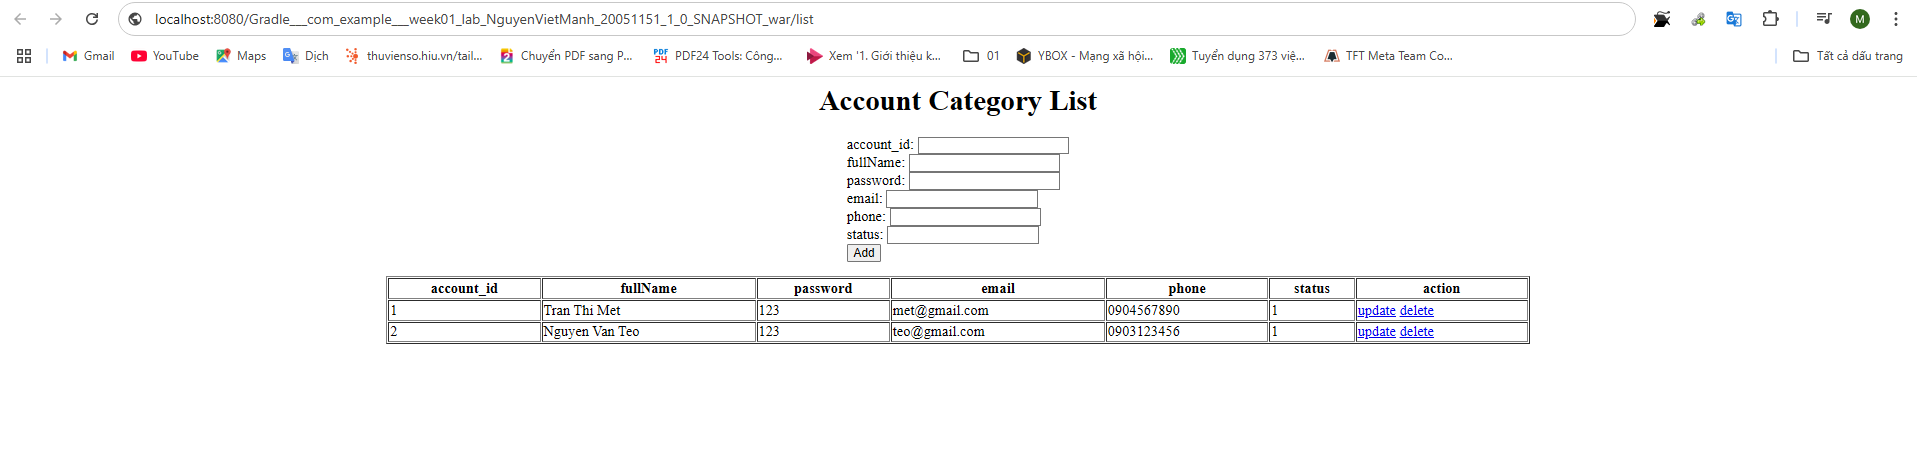 localhost:8080/Gradle___com_example___week01_lab_NguyenVietManh_20051151_1_0_SNAPSHOT_war/list
M
Gmail YouTube Maps Dịch thuvienso.hiu.vn/tail... Chuyển PDF sang P... PDF24 Tools: Công... Xem '1. Giới thiệu k... 01 YBOX - Mạng xã hội... Tuyển dụng 373 việ... TFT Meta Team Co... Tất cả dấu trang
Account Category List
account_id:
fullName:
password:
email:
phone:
status:
Add
account_id fullName password email phone status action
1 Tran Thi Met 123 met@gmail.com 0904567890 1 update delete
2 Nguyen Van Teo 123 teo@gmail.com 0903123456 1 update delete